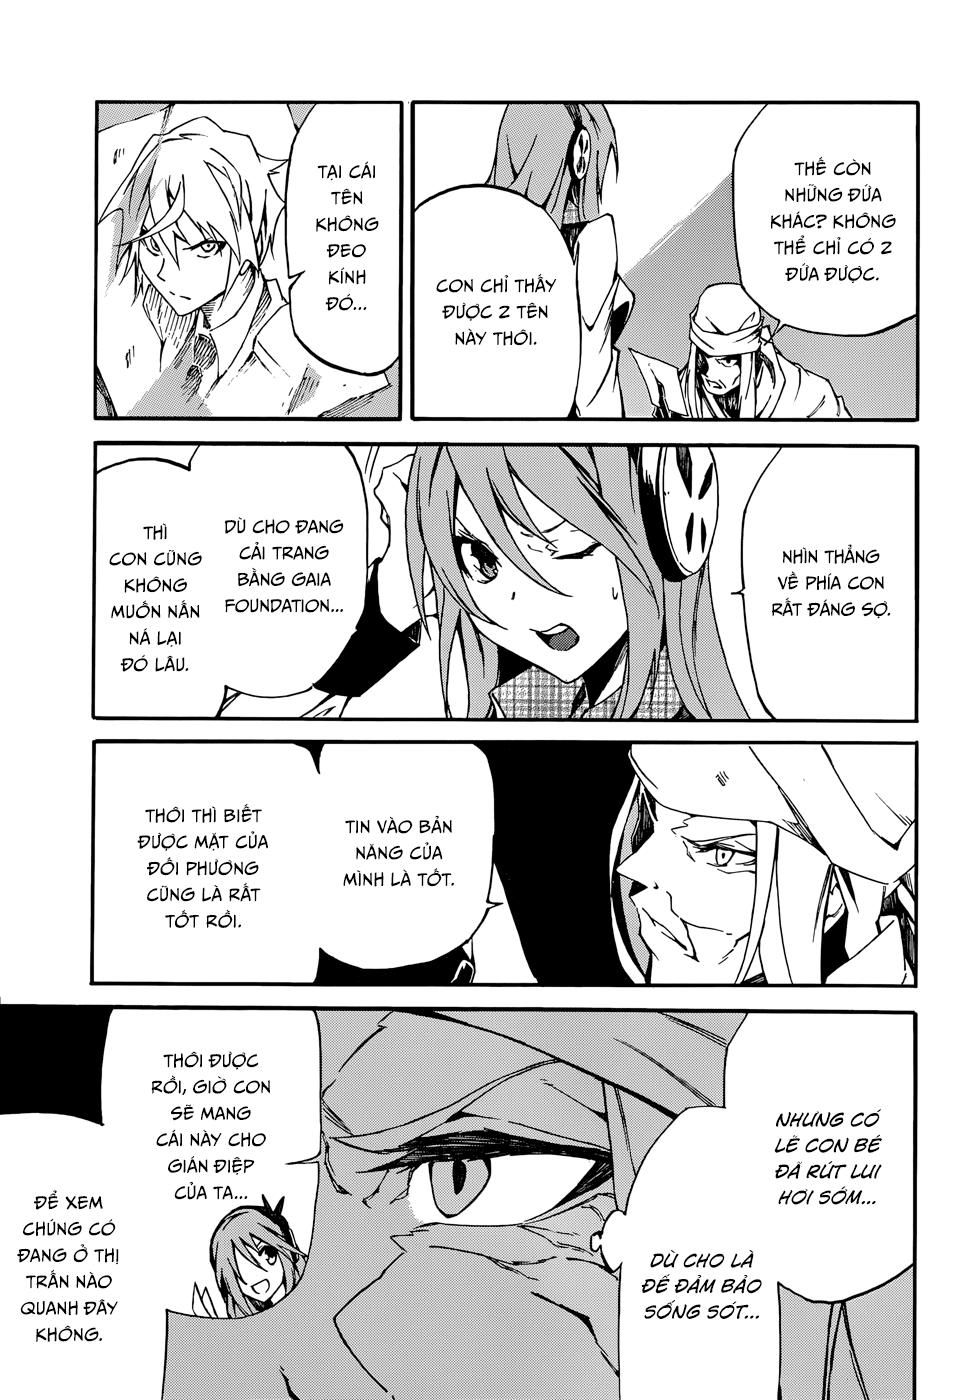 THẾ CÒN
NHỮNG ĐỨA
KHÁC? KHÔNG
THỂ CHỈ CÓ 2
ĐỨA ĐƯỢC.
CON CHỈ THẤY
ĐƯỢC 2 TÊN
NÀY THÔI.
TẠI CÁI
TÊN
KHÔNG
ĐEO
KÍNH
ĐÓ...
NHÌN THẲNG
VỀ PHÍA CON
RẤT ĐÁNG SỢ.
DÙ CHO ĐANG
CẢI TRANG
BẰNG GAIA
FOUNDATION...
THÌ
CON CŨNG
KHÔNG
MUỐN NẤN
NÁ LẠI
ĐÓ LÂU.
TIN VÀO BẢN
NĂNG CỦA
MÌNH LÀ TỐT.
THÔI THÌ BIẾT
ĐƯỢC MẶT CỦA
ĐỐI PHƯƠNG
CŨNG LÀ RẤT
TỐT RỒI.
NHƯNG CÓ
LẼ CON BÉ
ĐÃ RÚT LUI
HƠI SỚM...
DÙ CHO LÀ
ĐỂ ĐẢM BẢO
SỐNG SÓT...
THÔI ĐƯỢC
RỒI, GIỜ CON
SẼ MANG
CÁI NÀY CHO
GIÁN ĐIỆP
CỦA TA...
ĐỂ XEM
CHÚNG CÓ
ĐANG Ở THỊ
TRẤN NÀO
QUANH ĐÂY
KHÔNG.